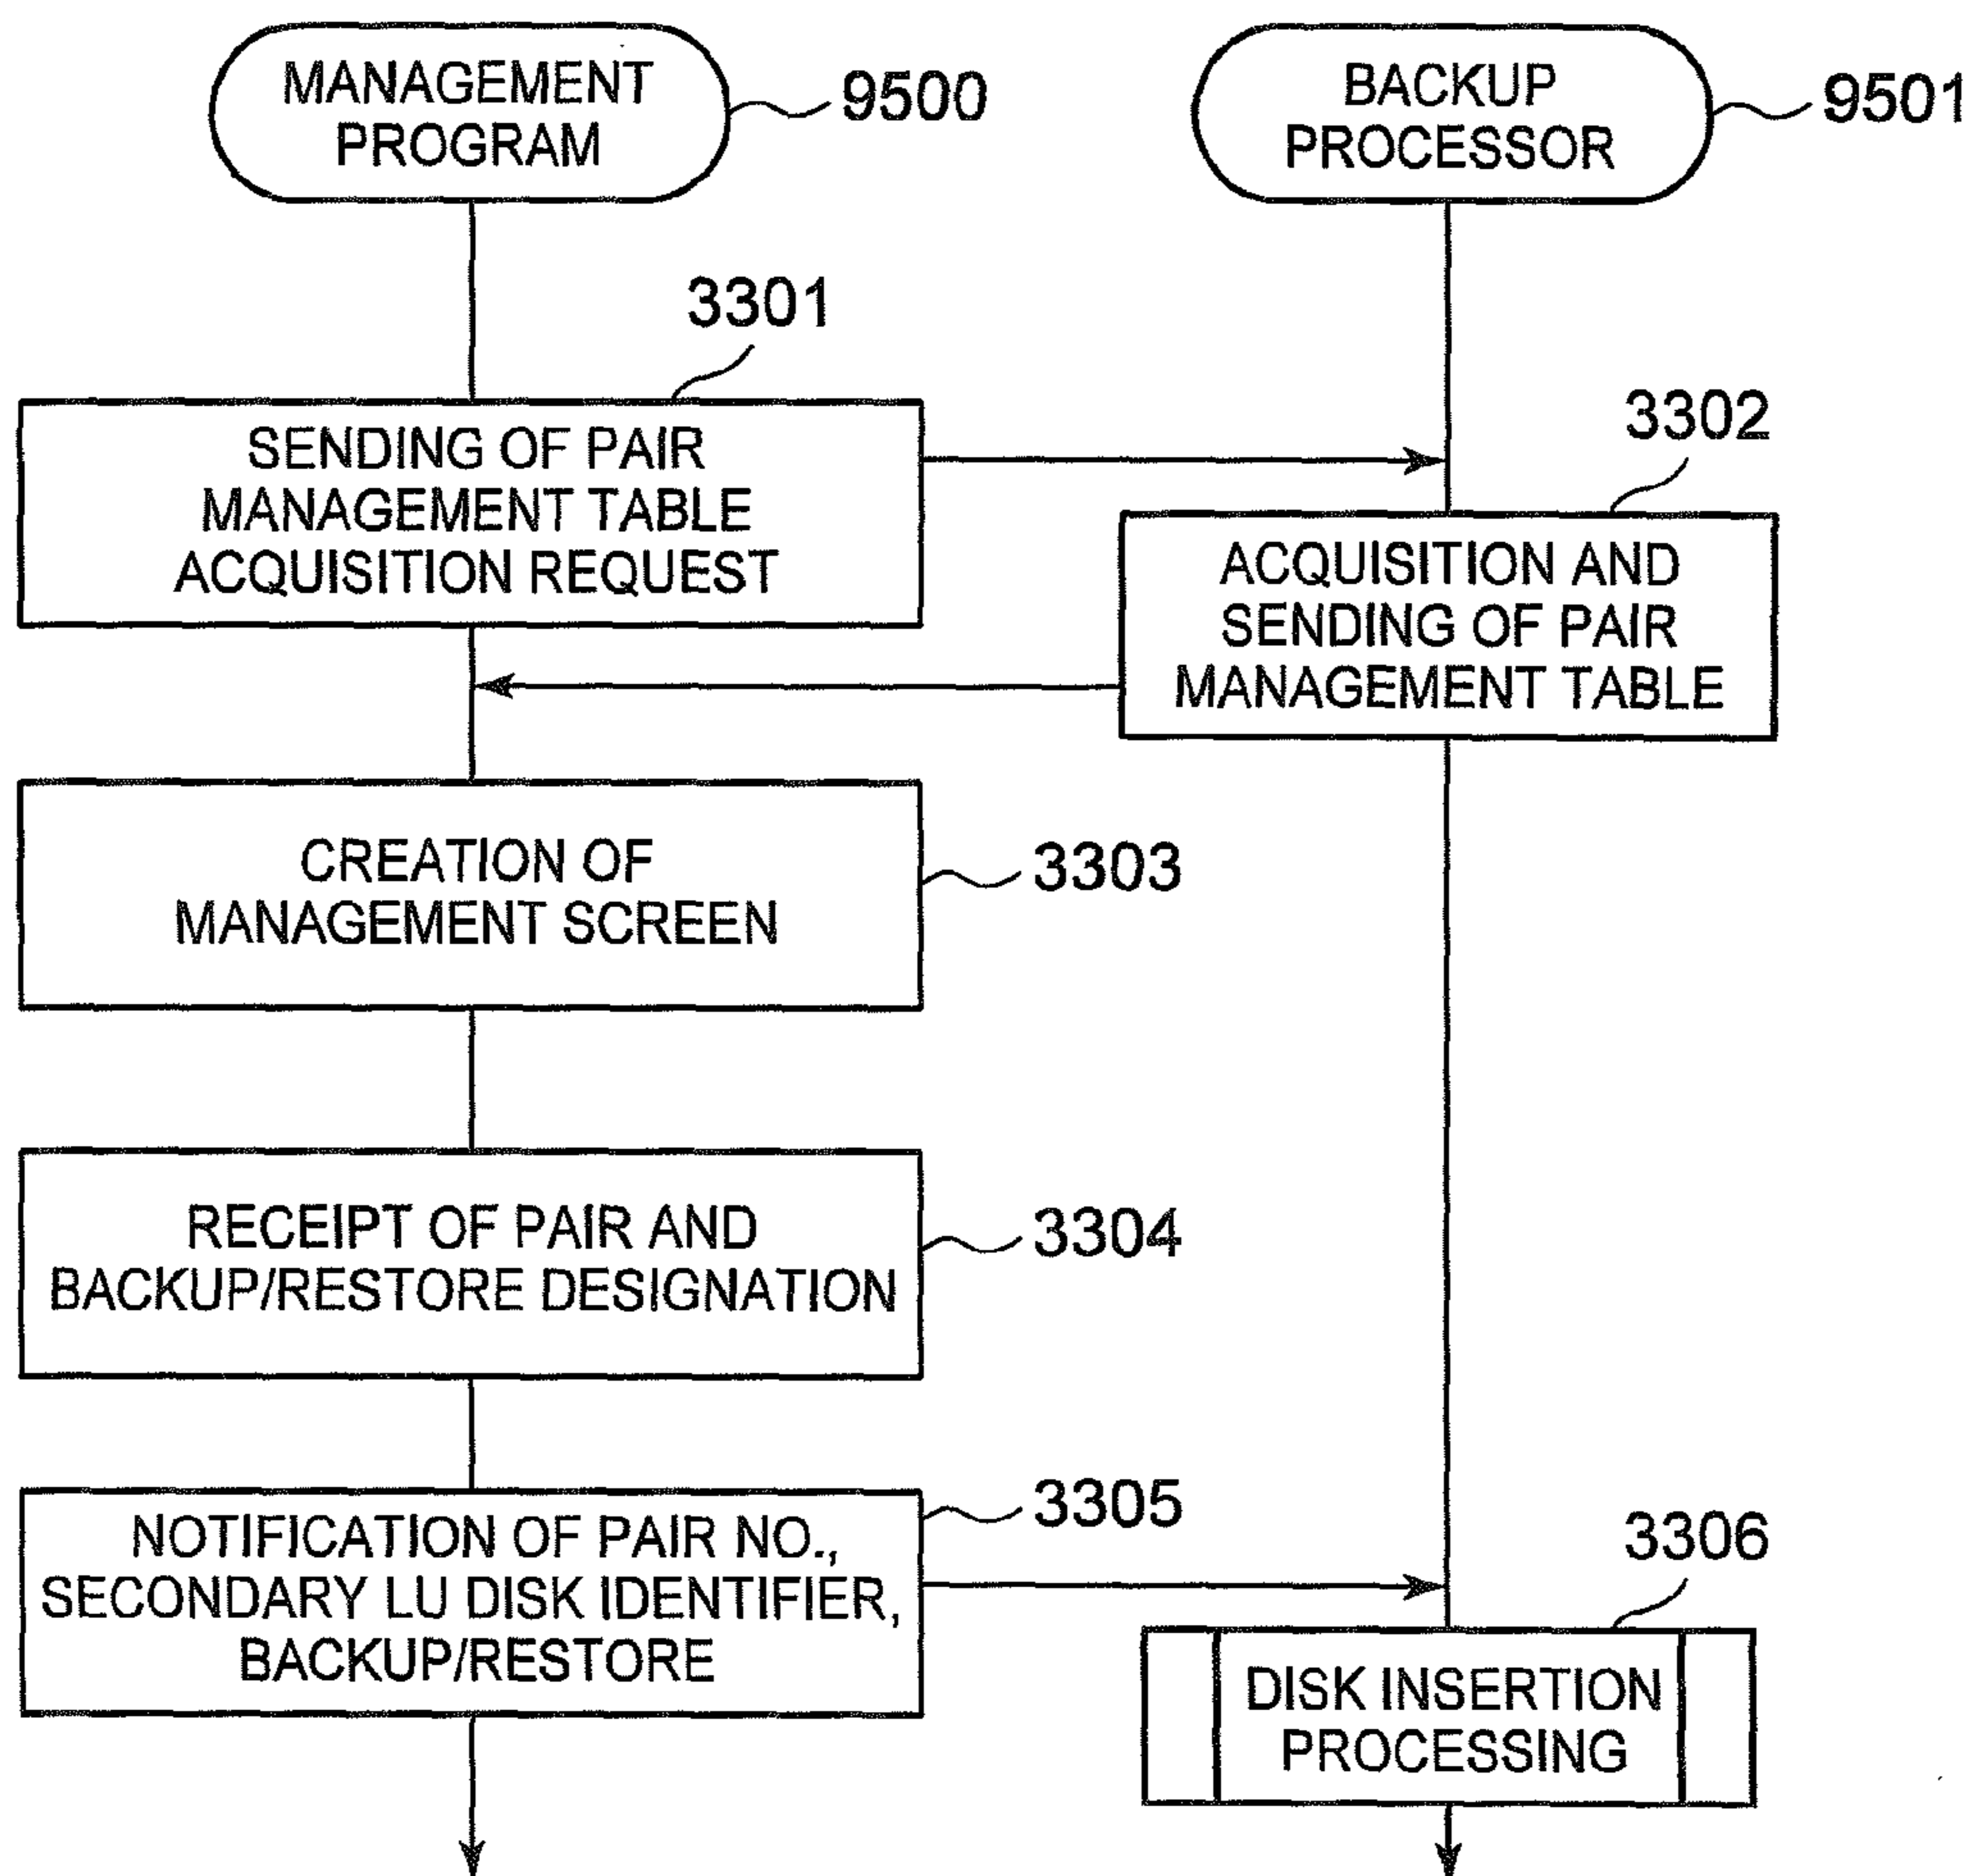 MANAGEMENT
PROGRAM
9500
BACKUP
PROCESSOR
9501
3301
SENDING OF PAIR
MANAGEMENT TABLE
ACQUISITION REQUEST
3302
ACQUISITION AND
SENDING OF PAIR
MANAGEMENT TABLE
CREATION OF
MANAGEMENT SCREEN
3303
RECEIPT OF PAIR AND
BACKUP/RESTORE DESIGNATION
3304
NOTIFICATION OF PAIR NO.,
SECONDARY LU DISK IDENTIFIER,
BACKUP/RESTORE
3305
3306
DISK INSERTION
PROCESSING